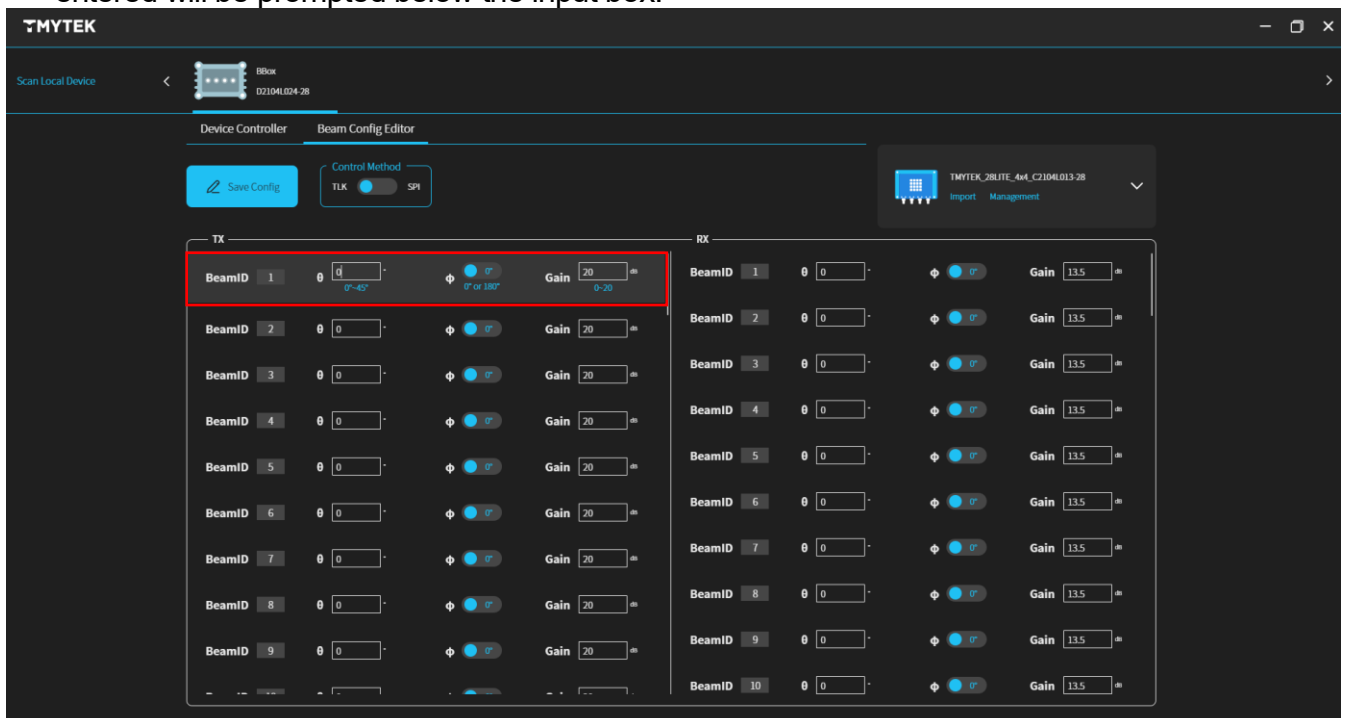 entered will be prompted below the input box.
TMYTEK
Scan Local Device
BBox
D2104L024-28
Device Controller Beam Config Editor
Save Config
Control Method
TLK SPI
TMYTEK_28LITE_4x4_C2104L013-28
Import Management
TX
BeamID 1 θ 0 ° ϕ 0° Gain 20 dB
0°~45° 0° or 180° 0~20
BeamID 2 θ 0 ° ϕ 0° Gain 20 dB
BeamID 3 θ 0 ° ϕ 0° Gain 20 dB
BeamID 4 θ 0 ° ϕ 0° Gain 20 dB
BeamID 5 θ 0 ° ϕ 0° Gain 20 dB
BeamID 6 θ 0 ° ϕ 0° Gain 20 dB
BeamID 7 θ 0 ° ϕ 0° Gain 20 dB
BeamID 8 θ 0 ° ϕ 0° Gain 20 dB
BeamID 9 θ 0 ° ϕ 0° Gain 20 dB
RX
BeamID 1 θ 0 ° ϕ 0° Gain 13.5 dB
BeamID 2 θ 0 ° ϕ 0° Gain 13.5 dB
BeamID 3 θ 0 ° ϕ 0° Gain 13.5 dB
BeamID 4 θ 0 ° ϕ 0° Gain 13.5 dB
BeamID 5 θ 0 ° ϕ 0° Gain 13.5 dB
BeamID 6 θ 0 ° ϕ 0° Gain 13.5 dB
BeamID 7 θ 0 ° ϕ 0° Gain 13.5 dB
BeamID 8 θ 0 ° ϕ 0° Gain 13.5 dB
BeamID 9 θ 0 ° ϕ 0° Gain 13.5 dB
BeamID 10 θ 0 ° ϕ 0° Gain 13.5 dB